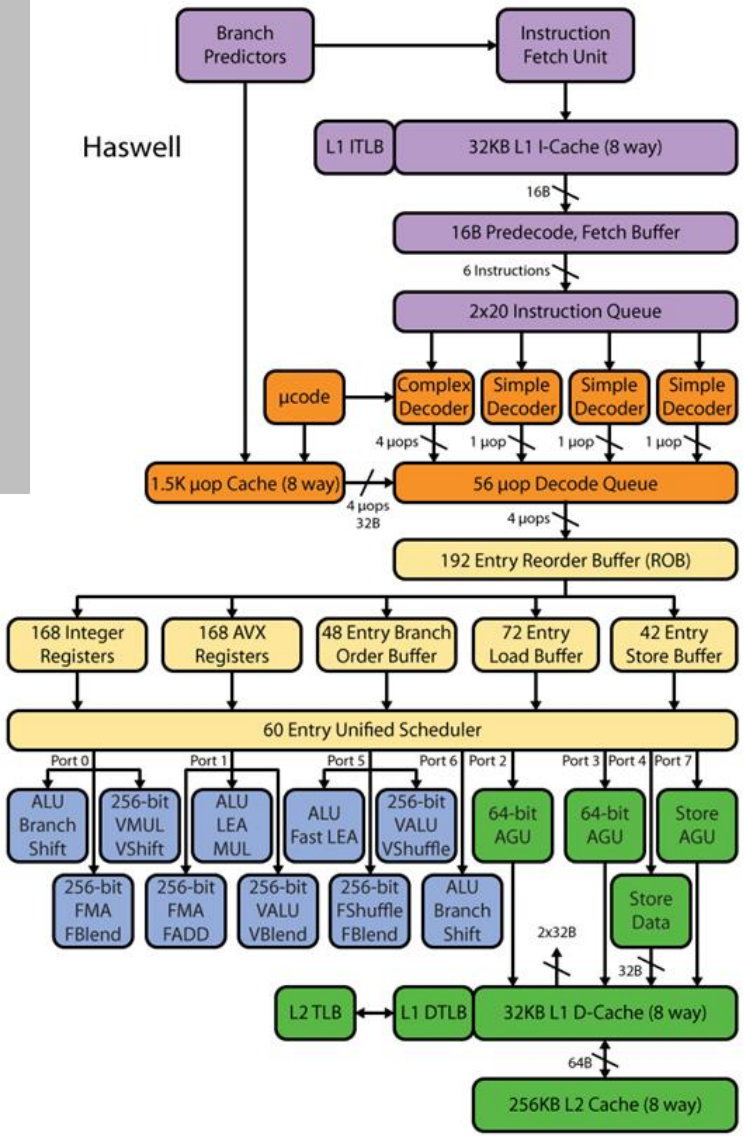 Branch
Predictors
Instruction
Fetch Unit
Haswell
L1 ITLB
32KB L1 I-Cache (8 way)
16B
16B Predecode, Fetch Buffer
6 Instructions
2x20 Instruction Queue
µcode
Complex
Decoder
Simple
Decoder
Simple
Decoder
Simple
Decoder
4 µops
1 µop
1 µop
1 µop
1.5K µop Cache (8 way)
4 µops
32B
56 µop Decode Queue
4 µops
192 Entry Reorder Buffer (ROB)
168 Integer
Registers
168 AVX
Registers
48 Entry Branch
Order Buffer
72 Entry
Load Buffer
42 Entry
Store Buffer
60 Entry Unified Scheduler
Port 0
Port 1
Port 5
Port 6
Port 2
Port 3
Port 4
Port 7
ALU
Branch
Shift
256-bit
VMUL
VShift
ALU
LEA
MUL
ALU
Fast LEA
256-bit
VALU
VShuffle
64-bit
AGU
64-bit
AGU
Store
AGU
256-bit
FMA
FBlend
256-bit
FMA
FADD
256-bit
VALU
VBlend
256-bit
FShuffle
FBlend
ALU
Branch
Shift
Store
Data
2x32B
32B
L2 TLB
L1 DTLB
32KB L1 D-Cache (8 way)
64B
256KB L2 Cache (8 way)